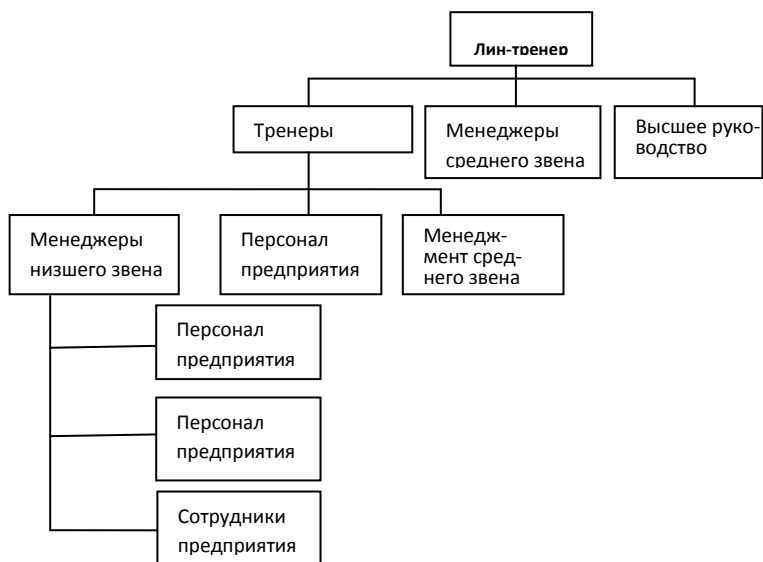 Лин-тренер
Тренеры
Менеджеры
среднего звена
Высшее руко-
водство
Менеджеры
низшего звена
Персонал
предприятия
Менедж-
мент сред-
него звена
Персонал
предприятия
Персонал
предприятия
Сотрудники
предприятия